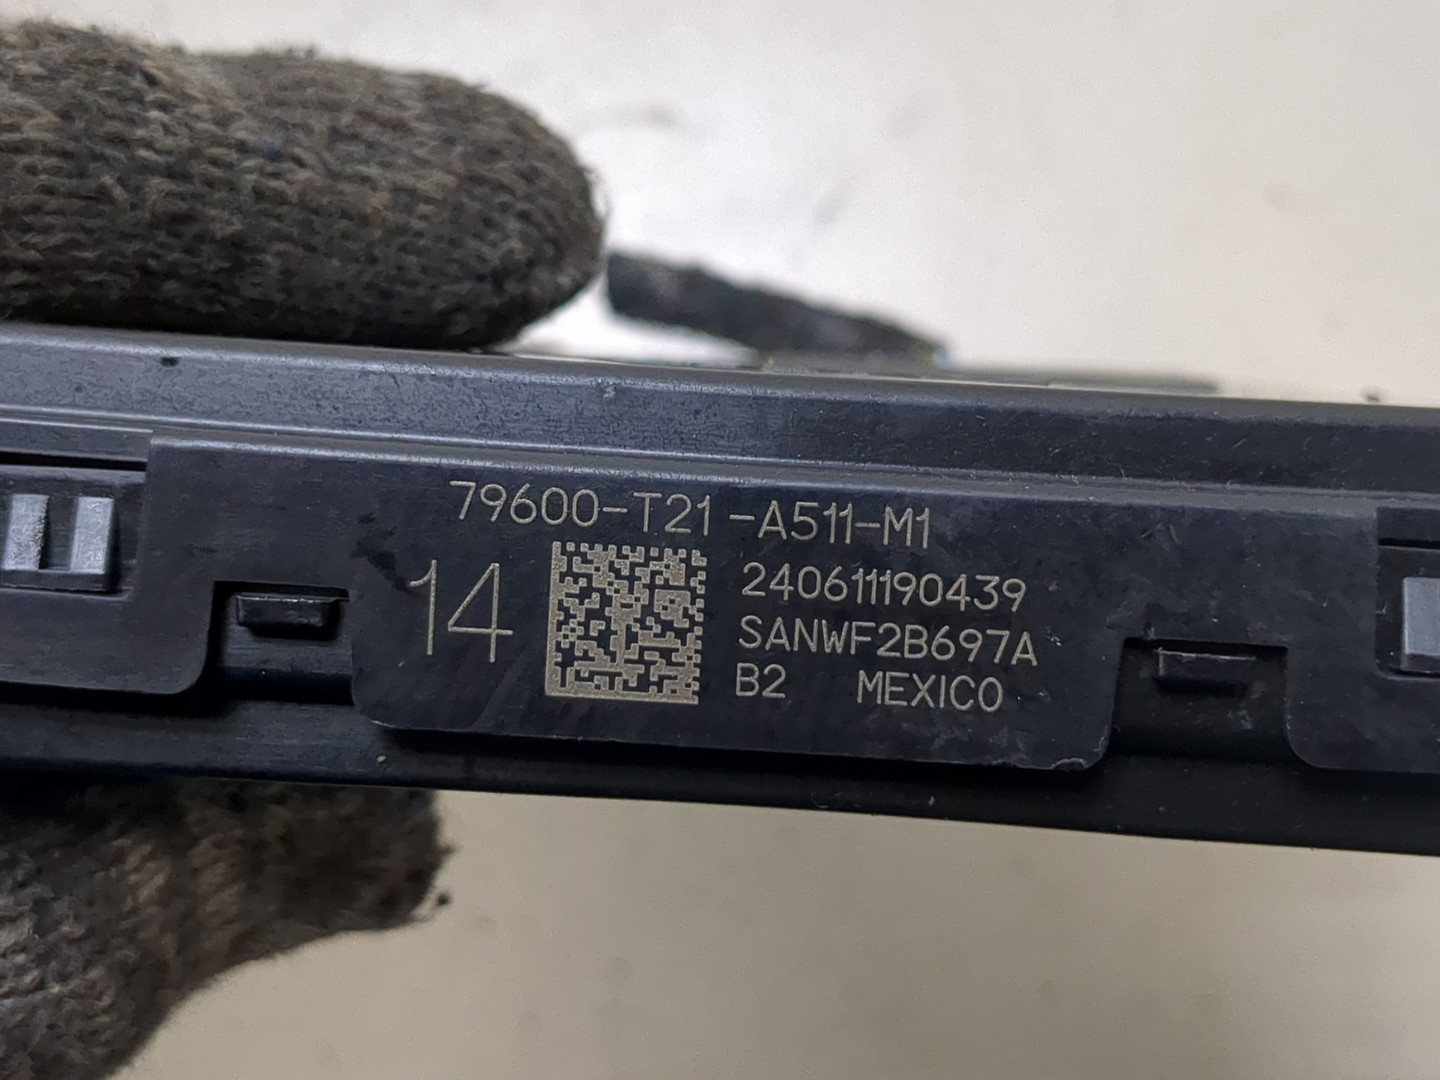 79600-T21-A511-M1
14
240611190439
SANWF2B697A
B2 MEXICO